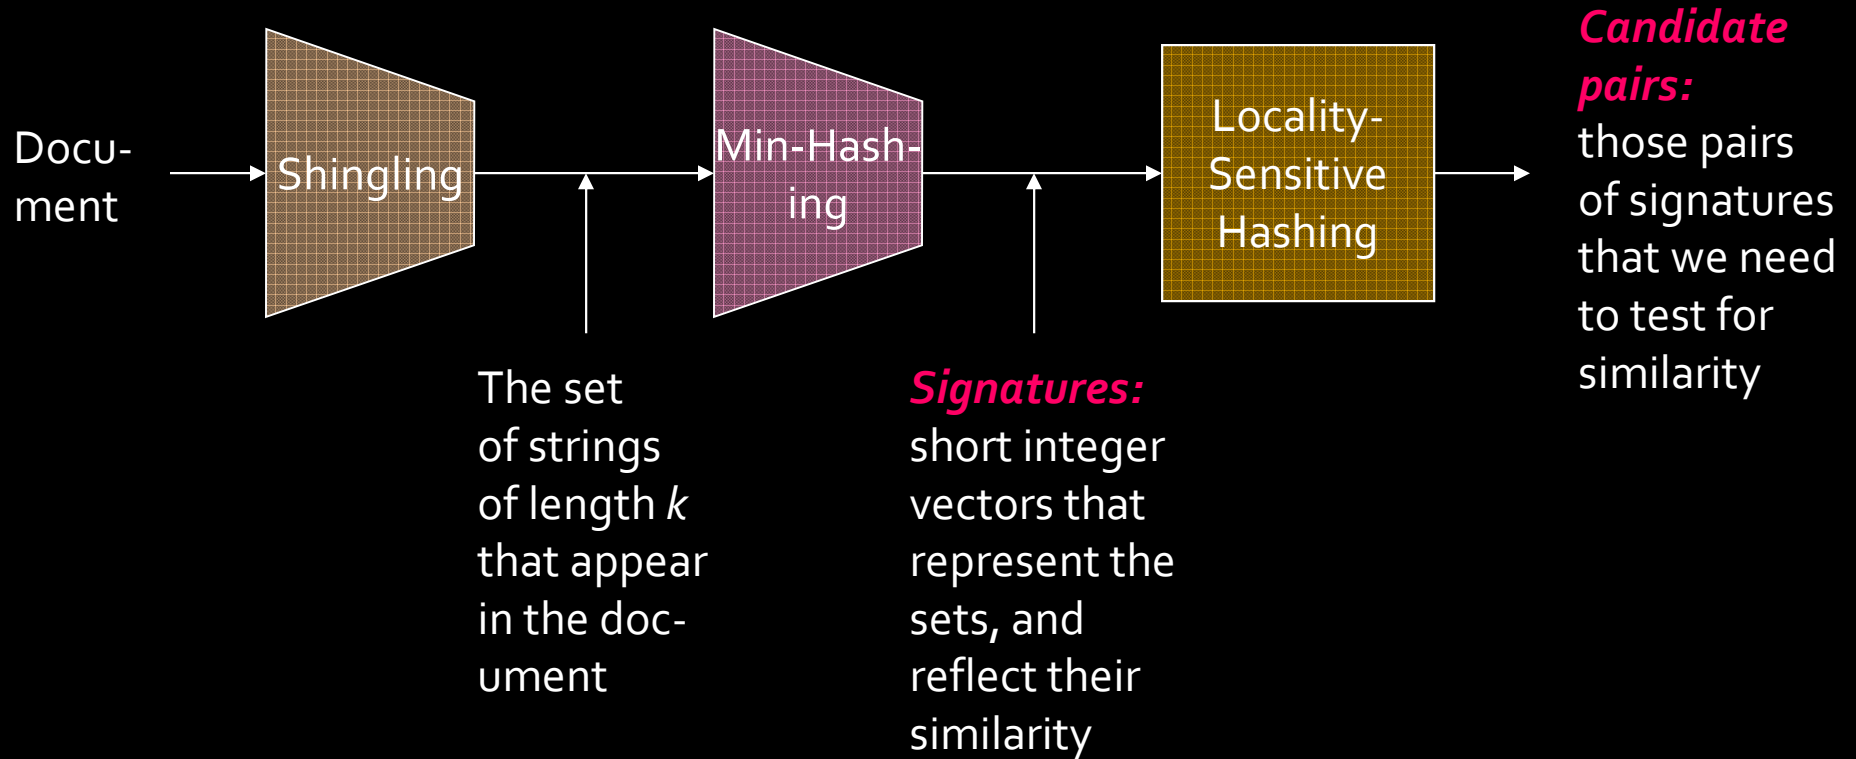 Docu-
ment
Shingling
The set
of strings
of length k
that appear
in the doc-
ument
Min-Hash-
ing
Signatures:
short integer
vectors that
represent the
sets, and
reflect their
similarity
Locality-
Sensitive
Hashing
Candidate
pairs:
those pairs
of signatures
that we need
to test for
similarity